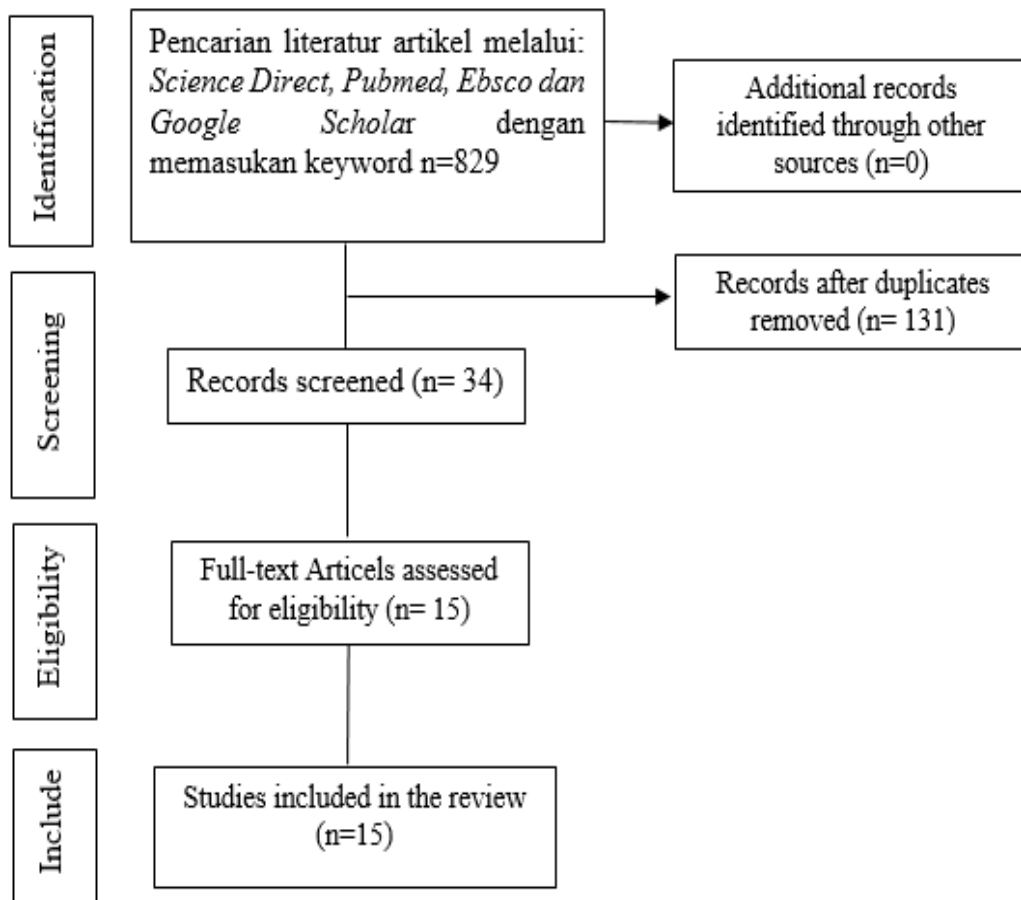 Identification
Pencarian literatur artikel melalui:
Science Direct, Pubmed, Ebsco dan
Google Scholar dengan
memasukan keyword n=829
Additional records
identified through other
sources (n=0)
Screening
Records after duplicates
removed (n= 131)
Records screened (n= 34)
Eligibility
Full-text Articels assessed
for eligibility (n= 15)
Include
Studies included in the review
(n=15)